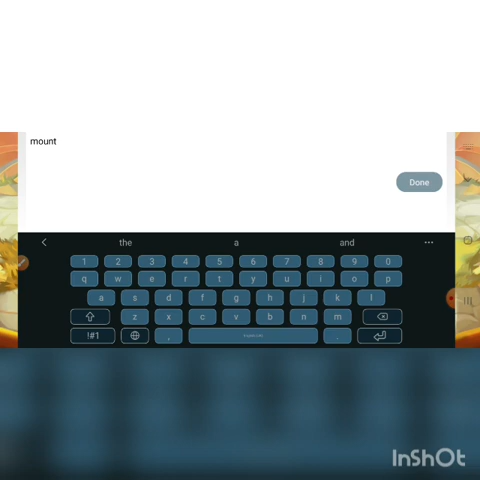 mount
Done
the a and
1 2 3 4 5 6 7 8 9 0
q w e r t y u i o p
a s d f g h j k l
z x c v b n m
!#1 , .
InShOt